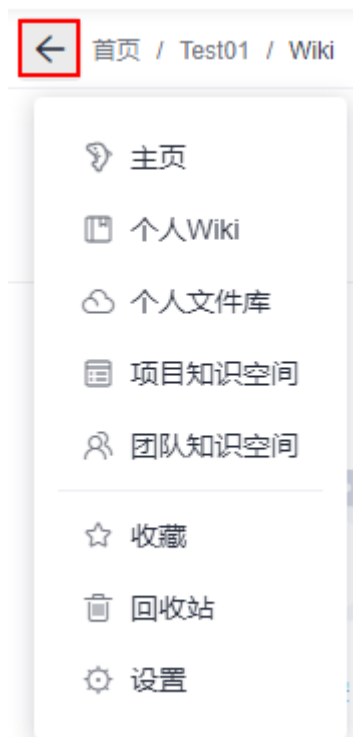 首页 / Test01 / Wiki
主页
个人Wiki
个人文件库
项目知识空间
团队知识空间
收藏
回收站
设置